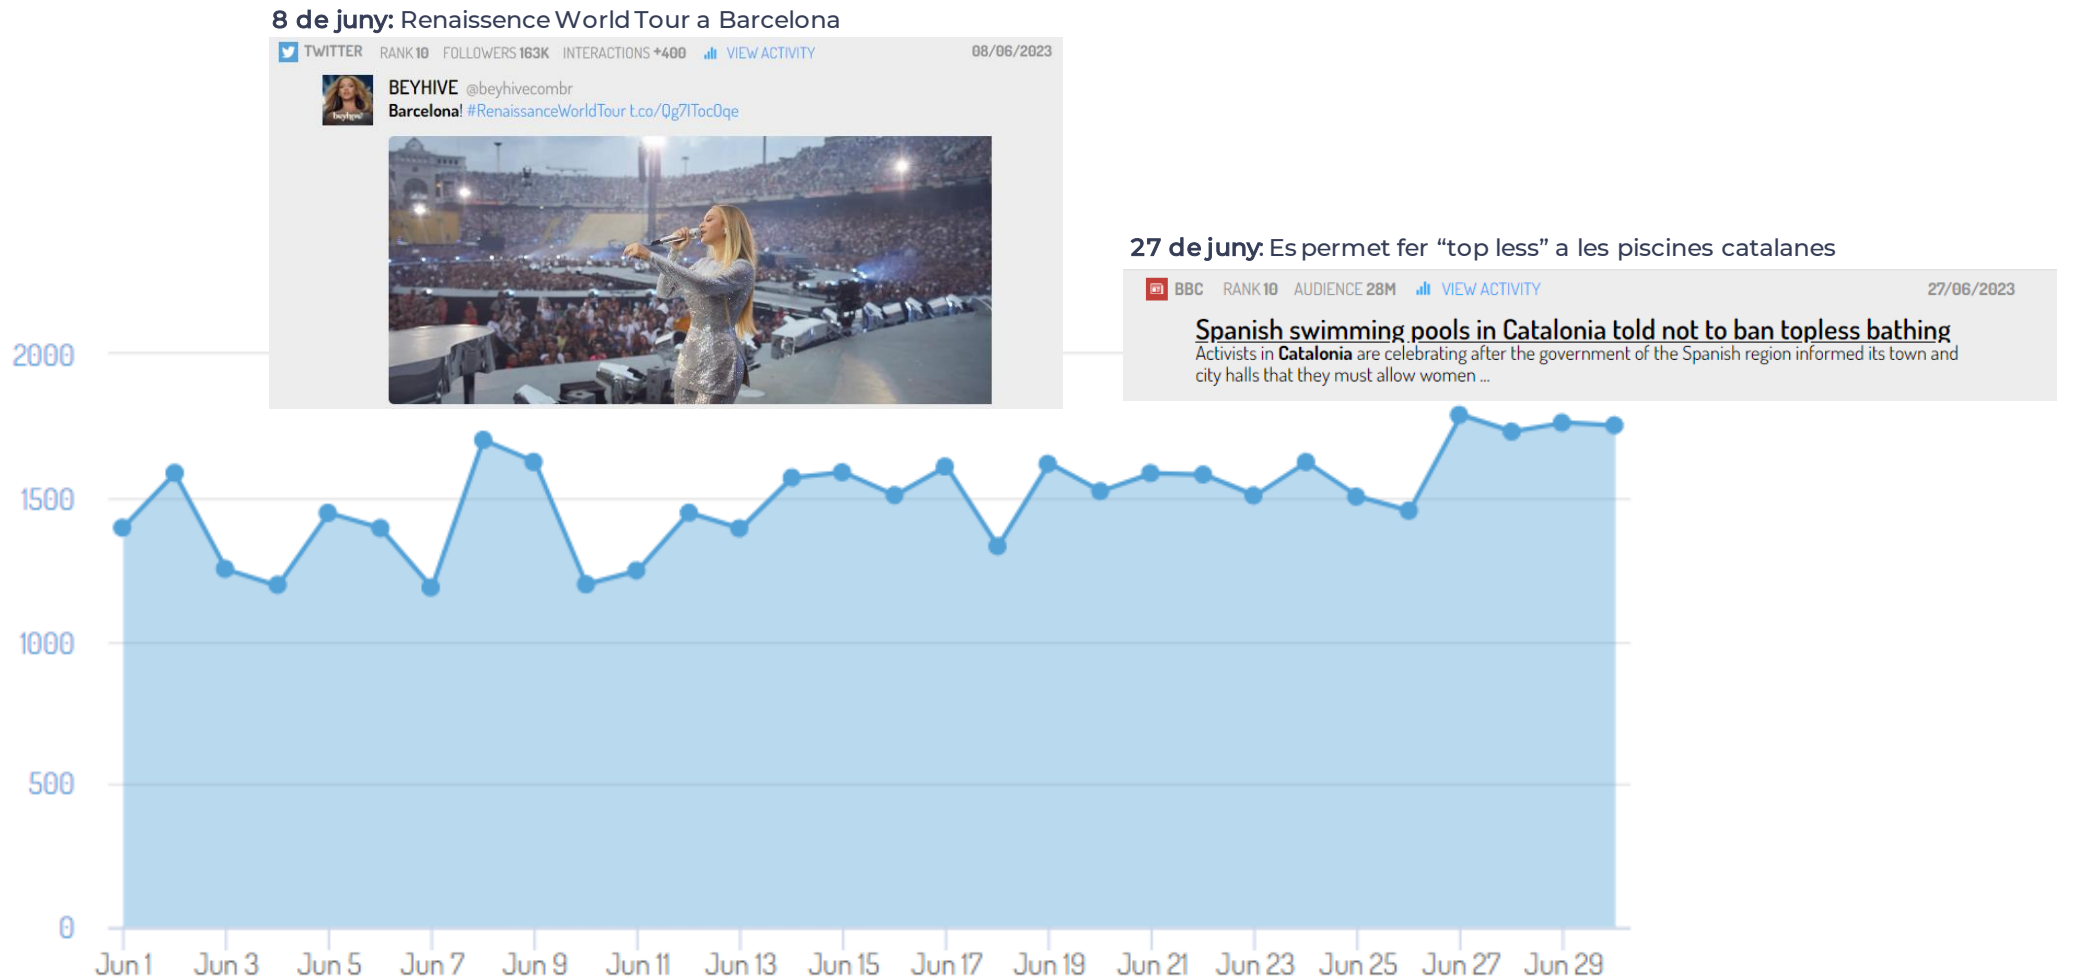 8 de juny: Renaissence World Tour a Barcelona
TWITTER RANK 10 FOLLOWERS 163K INTERACTIONS +400 VIEW ACTIVITY 08/06/2023
BEYHIVE @beyhivecombr
Barcelona! #RenaissanceWorldTour t.co/Qg7ITocOqe
beyhive
27 de juny: Es permet fer “top less” a les piscines catalanes
BBC RANK 10 AUDIENCE 28M VIEW ACTIVITY 27/06/2023
Spanish swimming pools in Catalonia told not to ban topless bathing
Activists in Catalonia are celebrating after the government of the Spanish region informed its town and
city halls that they must allow women ...
2000
1500
1000
500
0
Jun 1 Jun 3 Jun 5 Jun 7 Jun 9 Jun 11 Jun 13 Jun 15 Jun 17 Jun 19 Jun 21 Jun 23 Jun 25 Jun 27 Jun 29